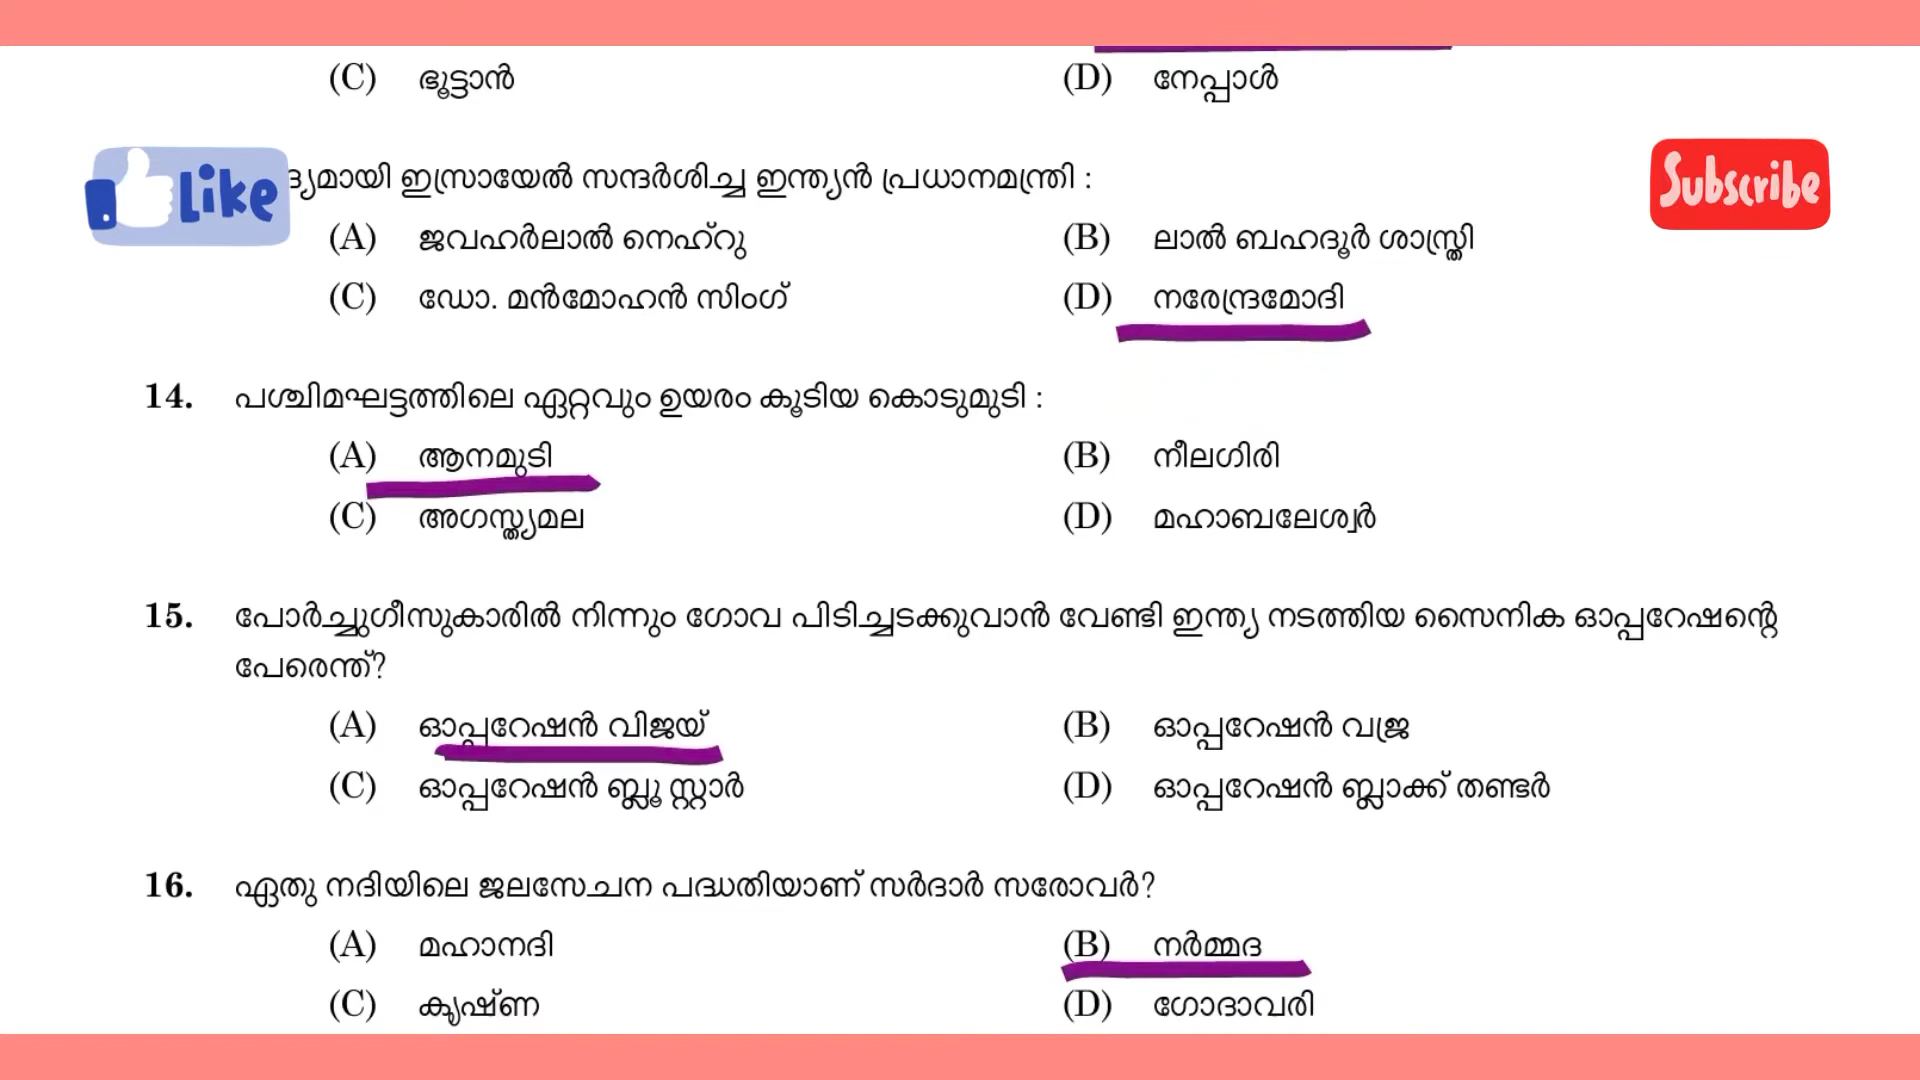 (C) ഭൂട്ടാൻ (D) നേപ്പാൾ
Like ദ്യമായി ഇസ്രായേൽ സന്ദർശിച്ച ഇന്ത്യൻ പ്രധാനമന്ത്രി : Subscribe
(A) ജവഹർലാൽ നെഹ്റു (B) ലാൽ ബഹദൂർ ശാസ്ത്രി
(C) ഡോ. മൻമോഹൻ സിംഗ് (D) നരേന്ദ്രമോദി
14. പശ്ചിമഘട്ടത്തിലെ ഏറ്റവും ഉയരം കൂടിയ കൊടുമുടി :
(A) ആനമുടി (B) നീലഗിരി
(C) അഗസ്ത്യമല (D) മഹാബലേശ്വർ
15. പോർച്ചുഗീസുകാരിൽ നിന്നും ഗോവ പിടിച്ചടക്കുവാൻ വേണ്ടി ഇന്ത്യ നടത്തിയ സൈനിക ഓപ്പറേഷന്റെ
പേരെന്ത്?
(A) ഓപ്പറേഷൻ വിജയ് (B) ഓപ്പറേഷൻ വജ്ര
(C) ഓപ്പറേഷൻ ബ്ലൂ സ്റ്റാർ (D) ഓപ്പറേഷൻ ബ്ലാക്ക് തണ്ടർ
16. ഏതു നദിയിലെ ജലസേചന പദ്ധതിയാണ് സർദാർ സരോവർ?
(A) മഹാനദി (B) നർമ്മദ
(C) കൃഷ്ണ (D) ഗോദാവരി